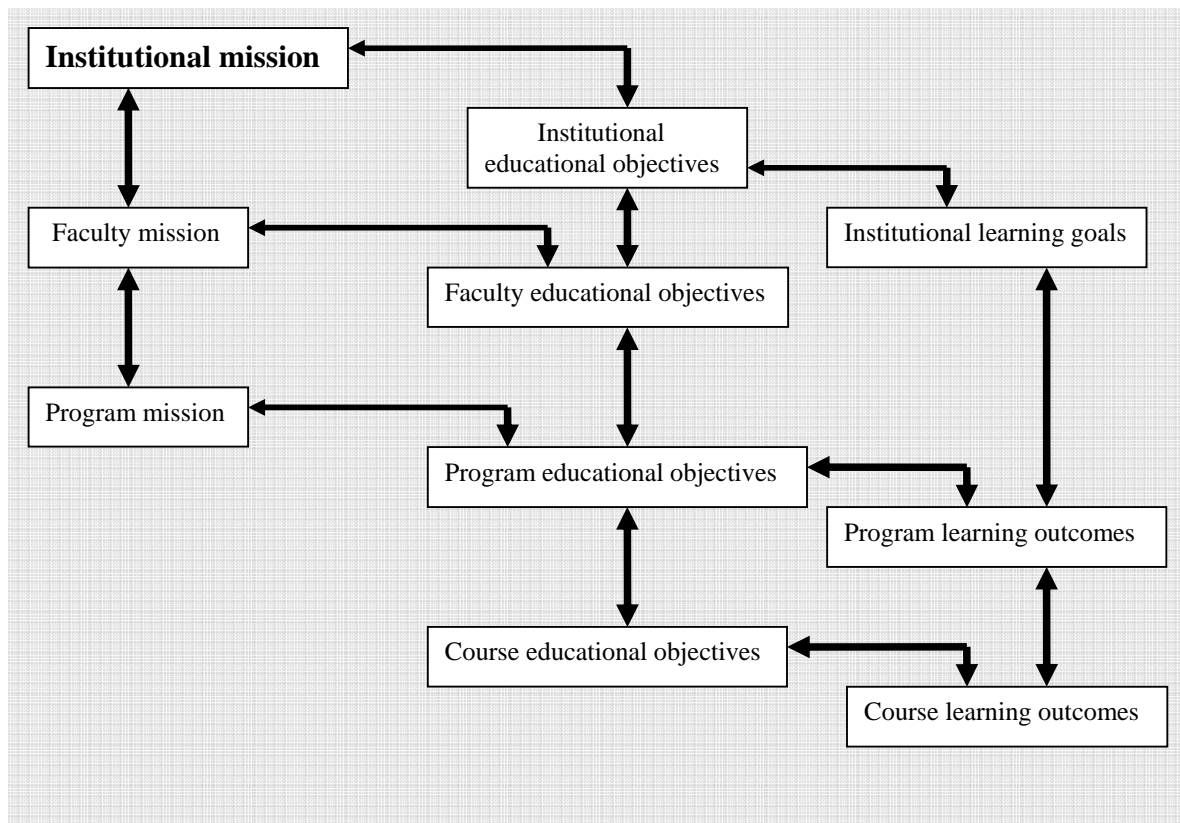 Institutional mission
Institutional
educational objectives
Faculty mission
Institutional learning goals
Faculty educational objectives
Program mission
Program educational objectives
Program learning outcomes
Course educational objectives
Course learning outcomes